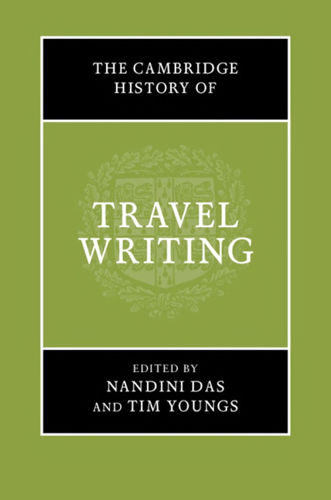 THE CAMBRIDGE
HISTORY OF
TRAVEL
WRITING
EDITED BY
NANDINI DAS
AND TIM YOUNGS